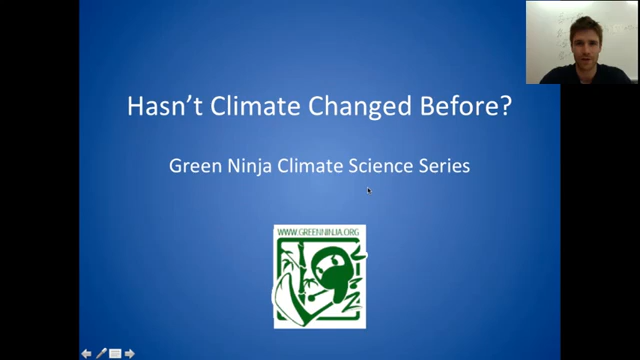 Hasn't Climate Changed Before?
Green Ninja Climate Science Series
WWW.GREENNINJA.ORG